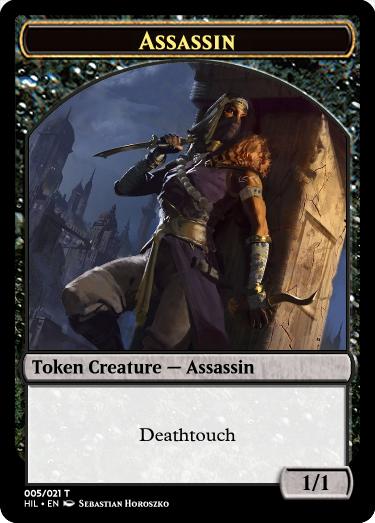 Assassin
Token Creature — Assassin
Deathtouch
1/1
005/021 T
HIL • EN Sebastian Horoszko